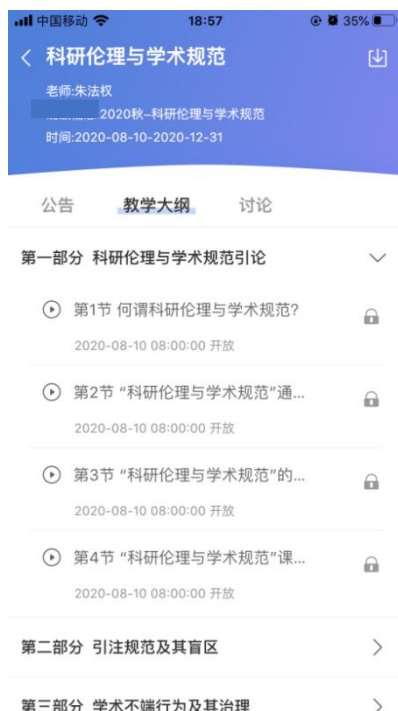 中国移动 18:57 35%
科研伦理与学术规范
老师:朱法权
2020秋–科研伦理与学术规范
时间:2020-08-10-2020-12-31
公告 教学大纲 讨论
第一部分 科研伦理与学术规范引论
第1节 何谓科研伦理与学术规范?
2020-08-10 08:00:00 开放
第2节 “科研伦理与学术规范”通...
2020-08-10 08:00:00 开放
第3节 “科研伦理与学术规范”的...
2020-08-10 08:00:00 开放
第4节 “科研伦理与学术规范”课...
2020-08-10 08:00:00 开放
第二部分 引注规范及其盲区
第三部分 学术不端行为及其治理